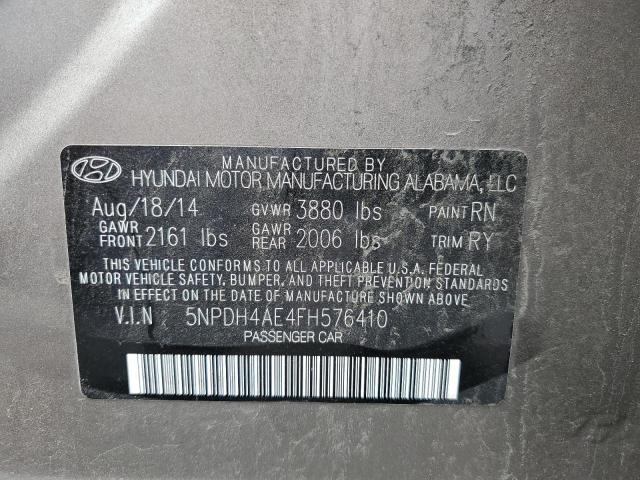 MANUFACTURED BY
HYUNDAI MOTOR MANUFACTURING ALABAMA, LLC
Aug/18/14 GVWR 3880 lbs PAINT RN
GAWR FRONT 2161 lbs GAWR REAR 2006 lbs TRIM RY
THIS VEHICLE CONFORMS TO ALL APPLICABLE U.S.A. FEDERAL
MOTOR VEHICLE SAFETY, BUMPER, AND THEFT PREVENTION STANDARDS
IN EFFECT ON THE DATE OF MANUFACTURE SHOWN ABOVE.
V.I.N 5NPDH4AE4FH576410
PASSENGER CAR